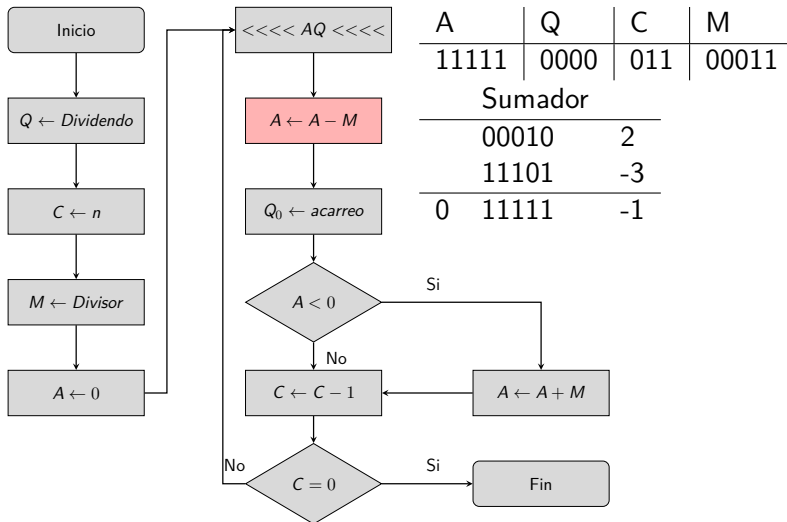 Inicio
Q ← Dividendo
C ← n
M ← Divisor
A ← 0
<<<< AQ <<<<
A ← A − M
Q₀ ← acarreo
A < 0
Si
No
C ← C − 1
A ← A + M
C = 0
No
Si
Fin
A Q C M
11111 0000 011 00011
Sumador
00010 2
11101 -3
0 11111 -1